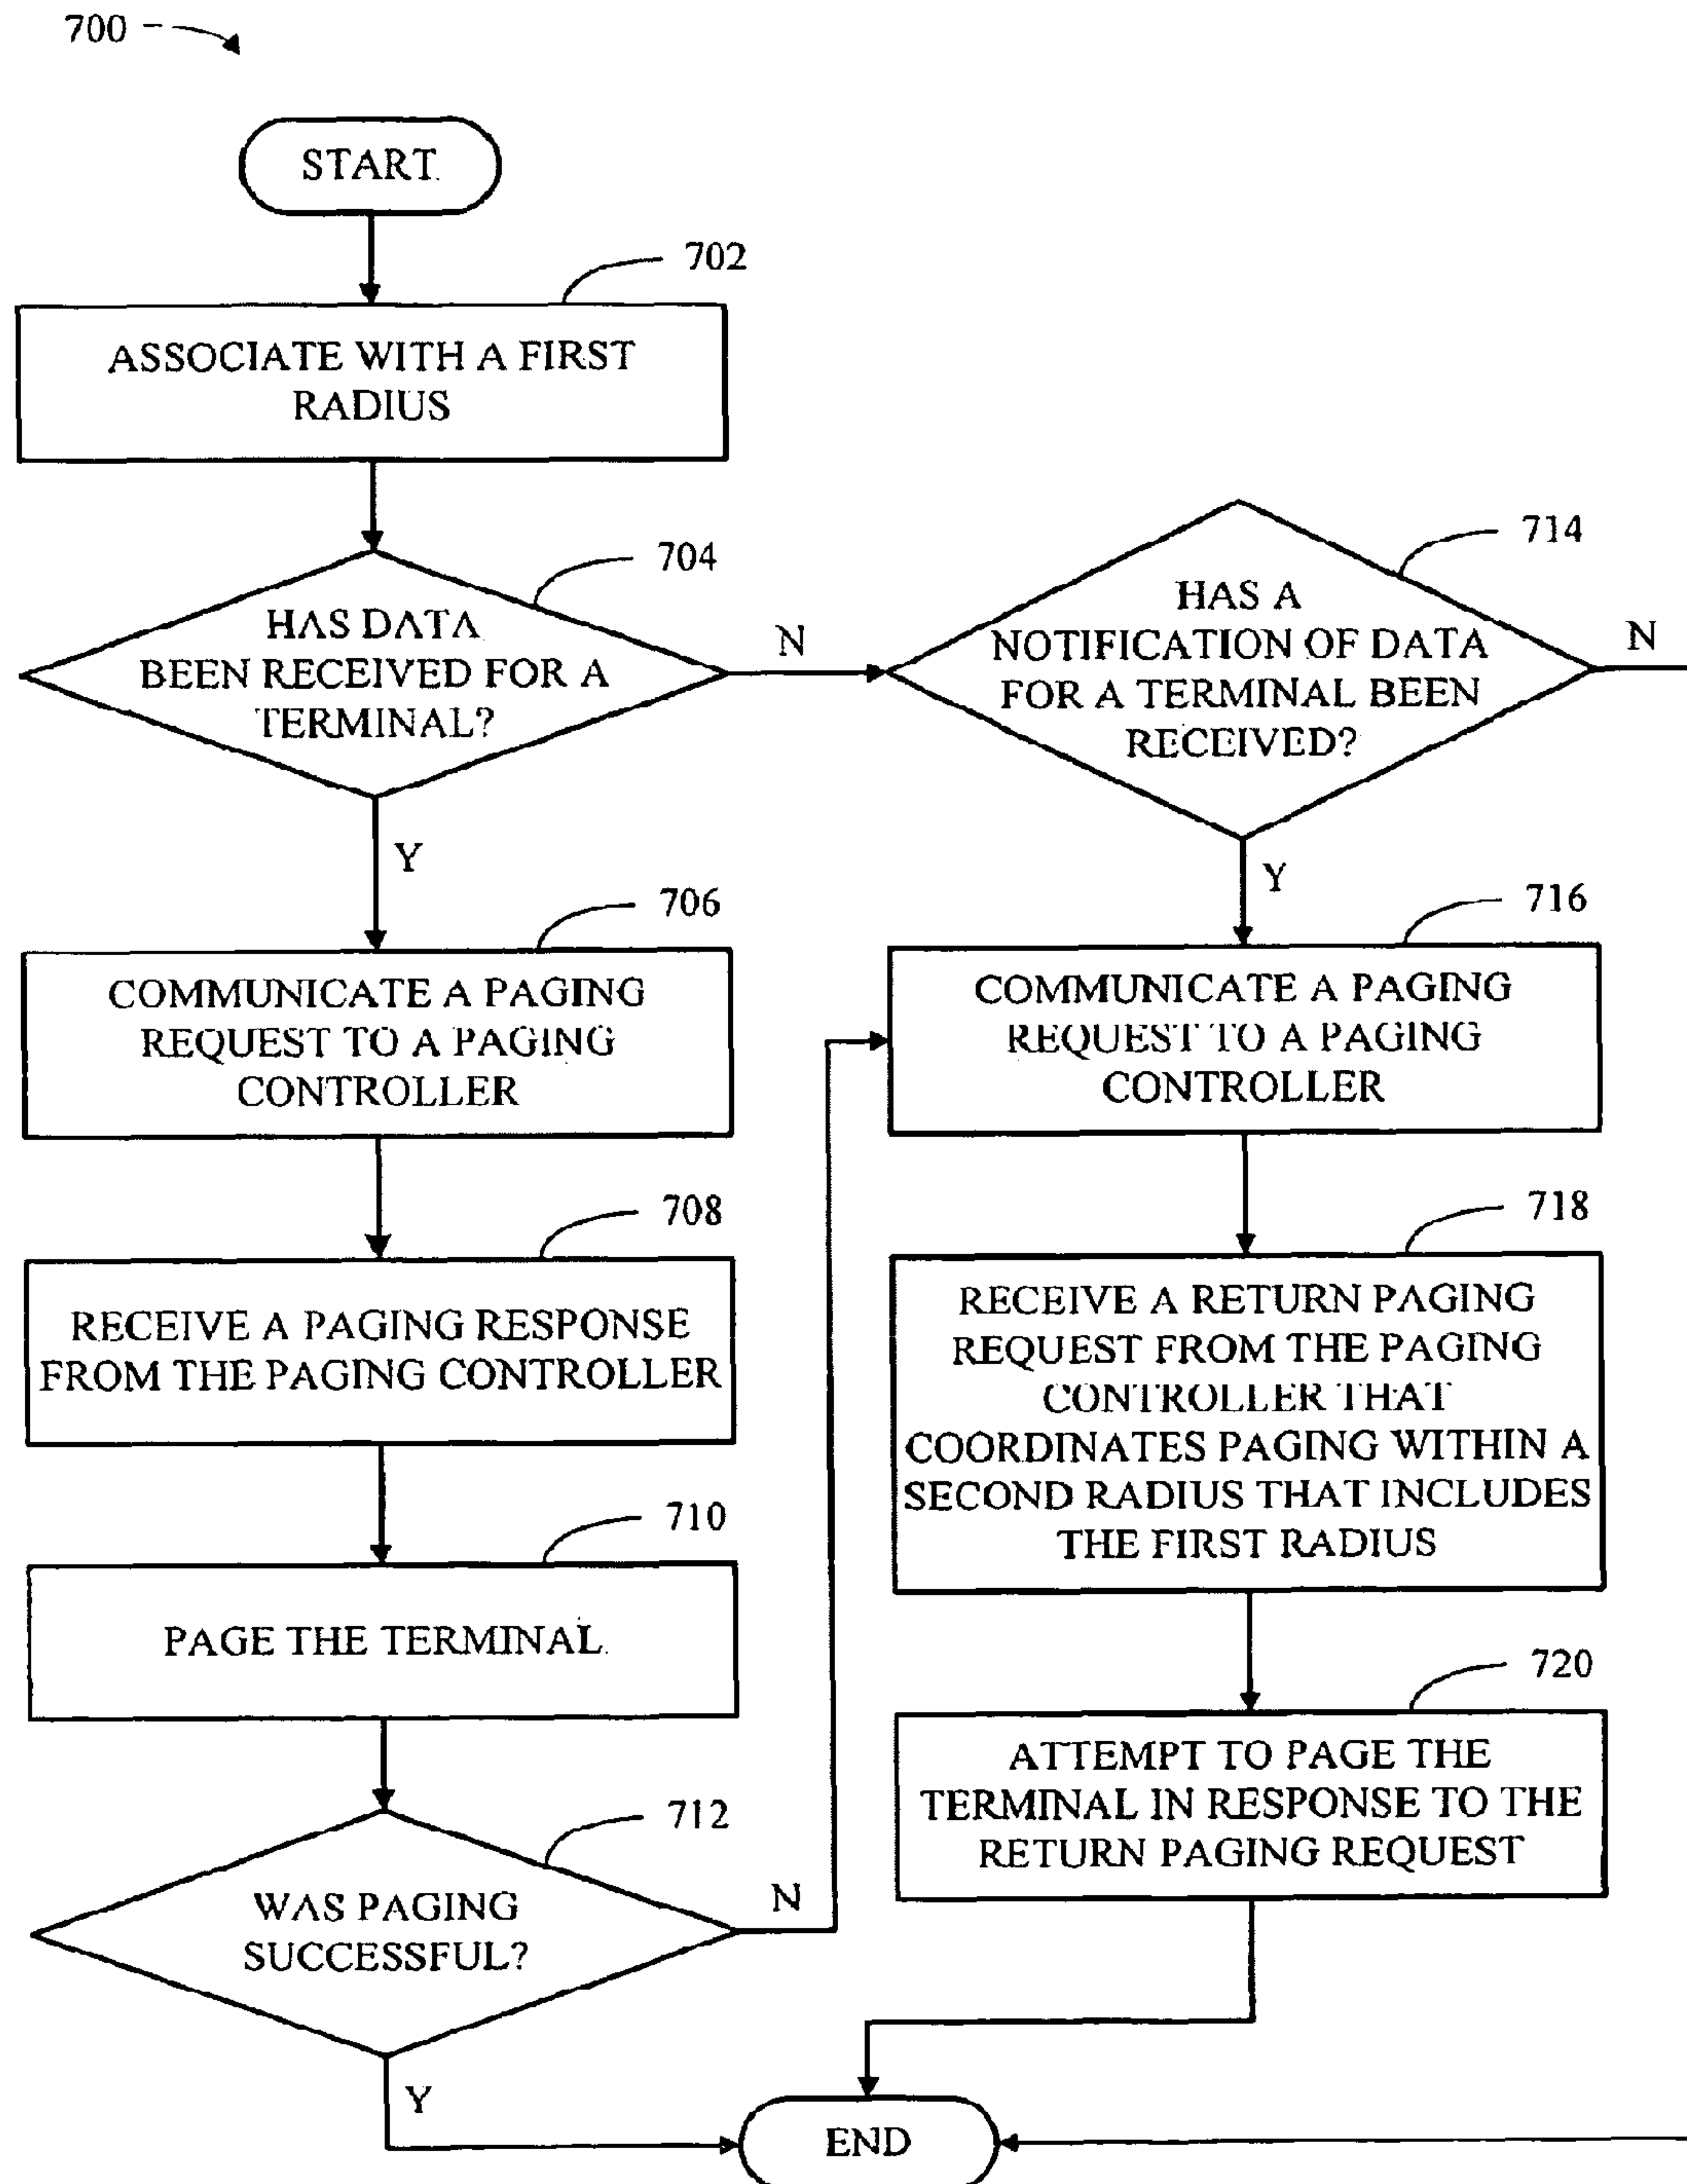 700
START
702
ASSOCIATE WITH A FIRST
RADIUS
704
HAS DATA
BEEN RECEIVED FOR A
TERMINAL?
N
Y
706
COMMUNICATE A PAGING
REQUEST TO A PAGING
CONTROLLER
708
RECEIVE A PAGING RESPONSE
FROM THE PAGING CONTROLLER
710
PAGE THE TERMINAL
712
WAS PAGING
SUCCESSFUL?
N
Y
714
HAS A
NOTIFICATION OF DATA
FOR A TERMINAL BEEN
RECEIVED?
N
Y
716
COMMUNICATE A PAGING
REQUEST TO A PAGING
CONTROLLER
718
RECEIVE A RETURN PAGING
REQUEST FROM THE PAGING
CONTROLLER THAT
COORDINATES PAGING WITHIN A
SECOND RADIUS THAT INCLUDES
THE FIRST RADIUS
720
ATTEMPT TO PAGE THE
TERMINAL IN RESPONSE TO THE
RETURN PAGING REQUEST
END